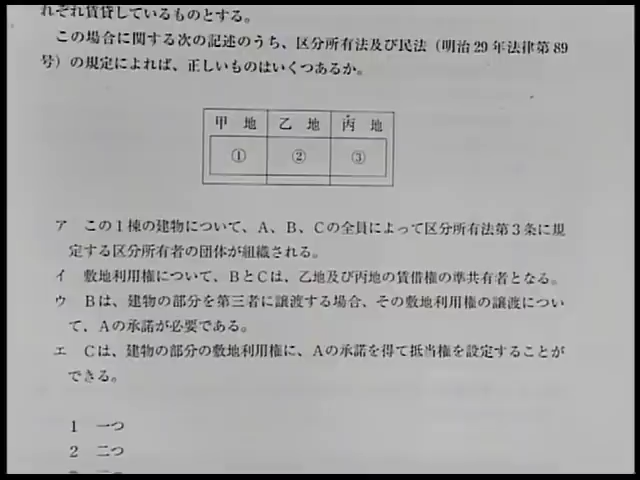 れぞれ賃貸しているものとする。
この場合に関する次の記述のうち、区分所有法及び民法（明治29年法律第89
号）の規定によれば、正しいものはいくつあるか。
甲 地 乙 地 丙 地
① ② ③
ア この１棟の建物について、Ａ、Ｂ、Ｃの全員によって区分所有法第３条に規
定する区分所有者の団体が組織される。
イ 敷地利用権について、ＢとＣは、乙地及び丙地の賃借権の準共有者となる。
ウ Ｂは、建物の部分を第三者に譲渡する場合、その敷地利用権の譲渡につい
て、Ａの承諾が必要である。
エ Ｃは、建物の部分の敷地利用権に、Ａの承諾を得て抵当権を設定することが
できる。
１ 一つ
２ 二つ